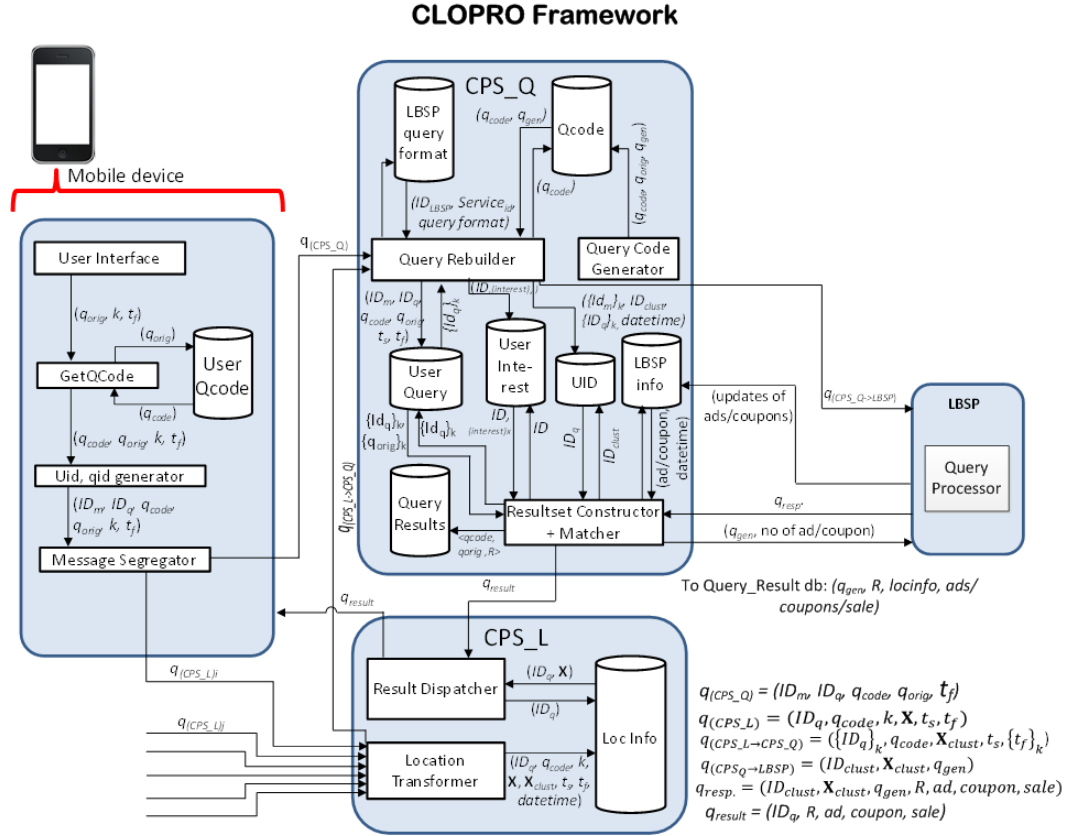 CLOPRO Framework
Mobile device
User Interface
(q_orig, k, t_f)
(q_orig)
GetQCode
User
Qcode
(q_code)
(q_code, q_orig, k, t_f)
Uid, qid generator
(ID_m, ID_q, q_code,
q_orig, k, t_f)
Message Segregator
q_(CPS_Q)
CPS_Q
LBSP
query
format
(q_code, q_gen)
Qcode
(q_code)
(q_code, q_orig, q_gen)
(ID_LBSP, Service_id,
query format)
Query Rebuilder
Query Code
Generator
(ID_m, ID_q,
q_code, q_orig,
t_s, t_f)
{Id_q}_k
(ID,{interest}_x)
({Id_m}_k, ID_clust,
{ID_q}_k, datetime)
User
Query
User
Inte-
rest
UID
LBSP
info
{Id_q}_k,
{q_orig}_k
{Id_q}_k
ID,
{interest}x
ID
ID_q
ID_clust
(ad/coupon,
datetime)
Query
Results
<qcode,
qorig ,R>
Resultset Constructor
+ Matcher
q_(CPS_L->CPS_Q)
(updates of
ads/coupons)
q_(CPS_Q->LBSP)
LBSP
Query
Processor
q_resp.
(q_gen, no of ad/coupon)
To Query_Result db: (q_gen, R, locinfo, ads/
coupons/sale)
q_result
q_result
CPS_L
Result Dispatcher
(ID_q, X)
(ID_q)
Loc Info
q_(CPS_L)i
q_(CPS_L)j
Location
Transformer
(ID_q, q_code, k,
X, X_clust, t_s, t_f,
datetime)
q_(CPS_Q) = (ID_m, ID_q, q_code, q_orig, t_f)
q_(CPS_L) = (ID_q, q_code, k, X, t_s, t_f)
q_(CPS_L→CPS_Q) = ({ID_q}_k, q_code, X_clust, t_s, {t_f}_k)
q_(CPS_Q→LBSP) = (ID_clust, X_clust, q_gen)
q_resp. = (ID_clust, X_clust, q_gen, R, ad, coupon, sale)
q_result = (ID_q, R, ad, coupon, sale)